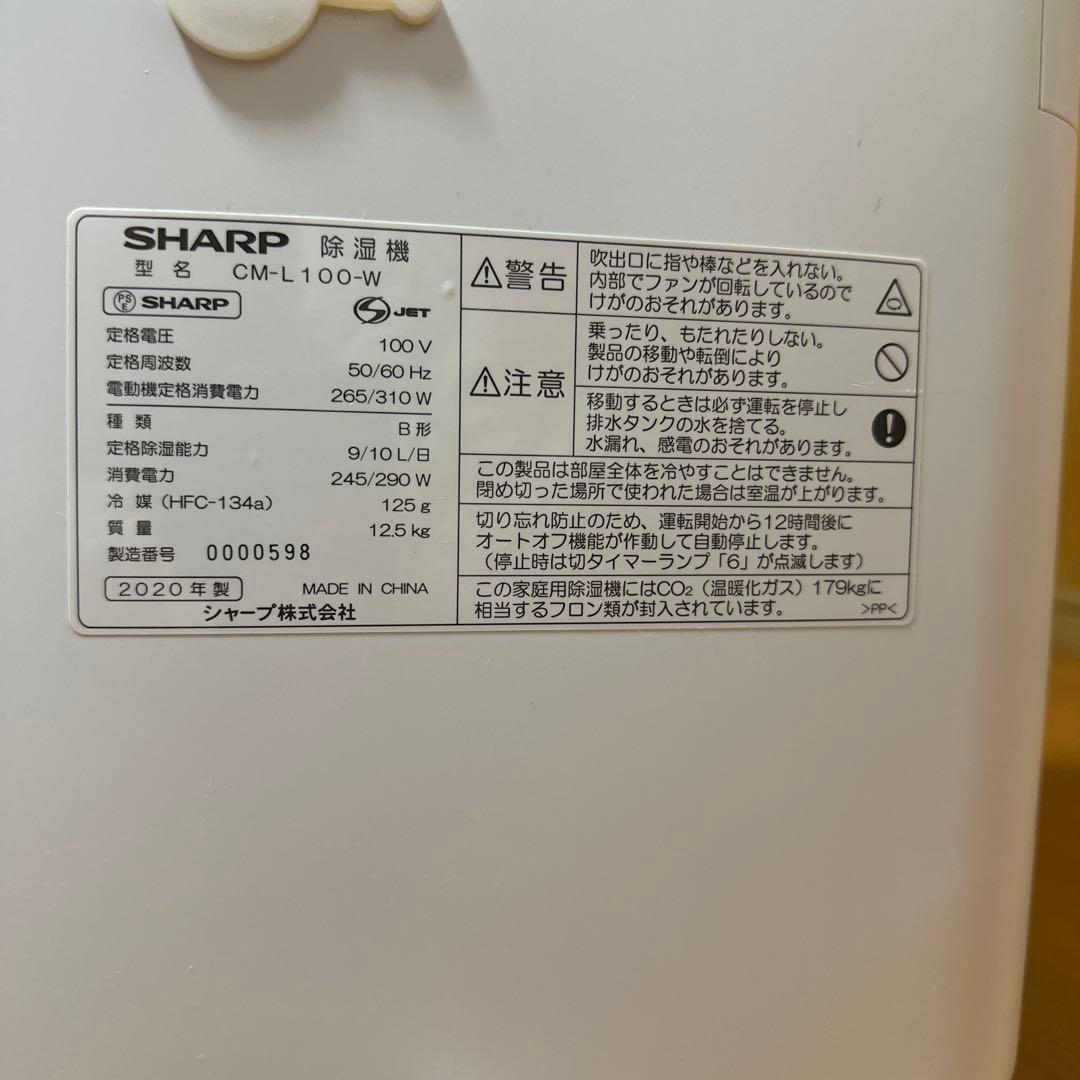 SHARP 除湿機
型名 CM-L100-W
PSE SHARP
S JET
定格電圧 100 V
定格周波数 50/60 Hz
電動機定格消費電力 265/310 W
種類 B形
定格除湿能力 9/10 L/日
消費電力 245/290 W
冷媒 (HFC-134a) 125 g
質量 12.5 kg
製造番号 0000598
2020年製 MADE IN CHINA
シャープ株式会社
⚠警告
吹出口に指や棒などを入れない。
内部でファンが回転しているので
けがのおそれがあります。
⚠注意
乗ったり、もたれたりしない。
製品の移動や転倒により
けがのおそれがあります。
移動するときは必ず運転を停止し
排水タンクの水を捨てる。
水漏れ、感電のおそれがあります。
この製品は部屋全体を冷やすことはできません。
閉め切った場所で使われた場合は室温が上がります。
切り忘れ防止のため、運転開始から12時間後に
オートオフ機能が作動して自動停止します。
(停止時は切タイマーランプ「6」が点滅します)
この家庭用除湿機にはCO₂(温暖化ガス)179kgに
相当するフロン類が封入されています。 >PP<